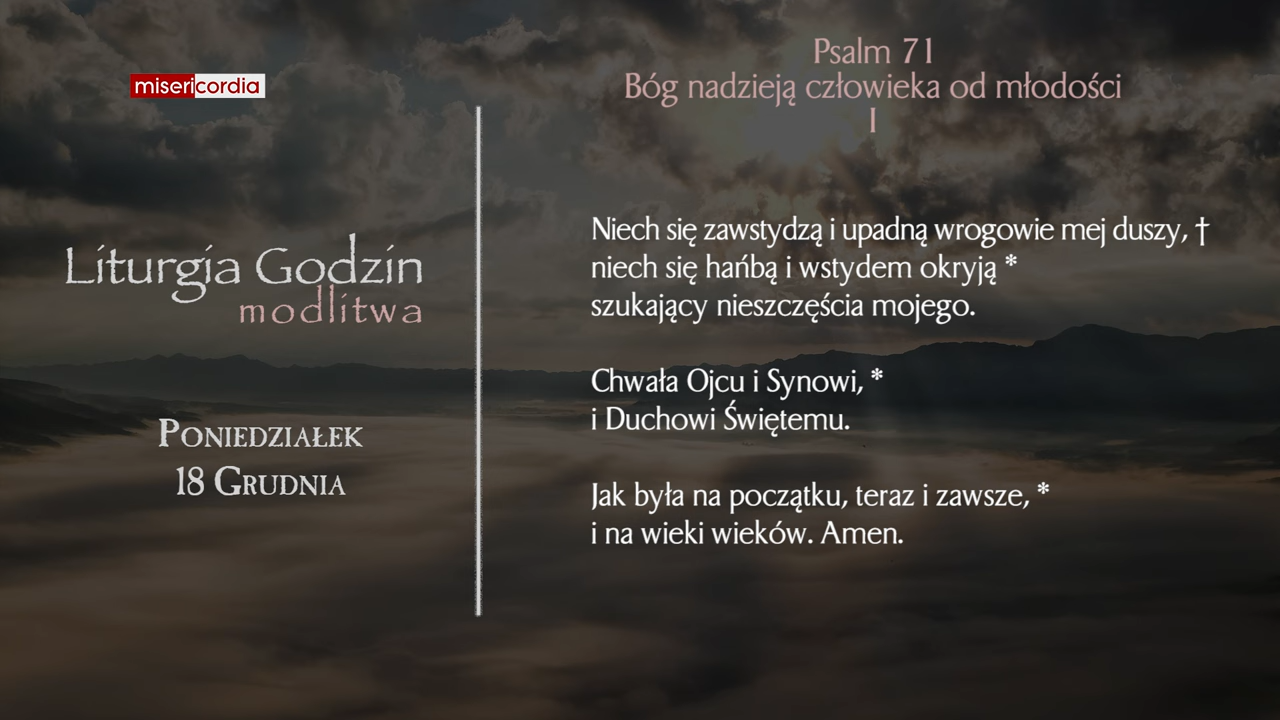 misericordia
Liturgia Godzin
modlitwa
Poniedziałek
18 Grudnia
Psalm 71
Bóg nadzieją człowieka od młodości
I
Niech się zawstydzą i upadną wrogowie mej duszy, †
niech się hańbą i wstydem okryją *
szukający nieszczęścia mojego.
Chwała Ojcu i Synowi, *
i Duchowi Świętemu.
Jak była na początku, teraz i zawsze, *
i na wieki wieków. Amen.